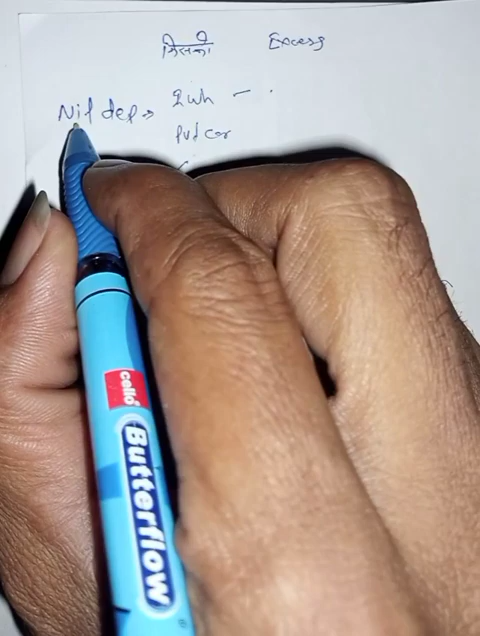 किसको Excess
Nil dep → 2wh - .
Pvt car
cello
Butterflow